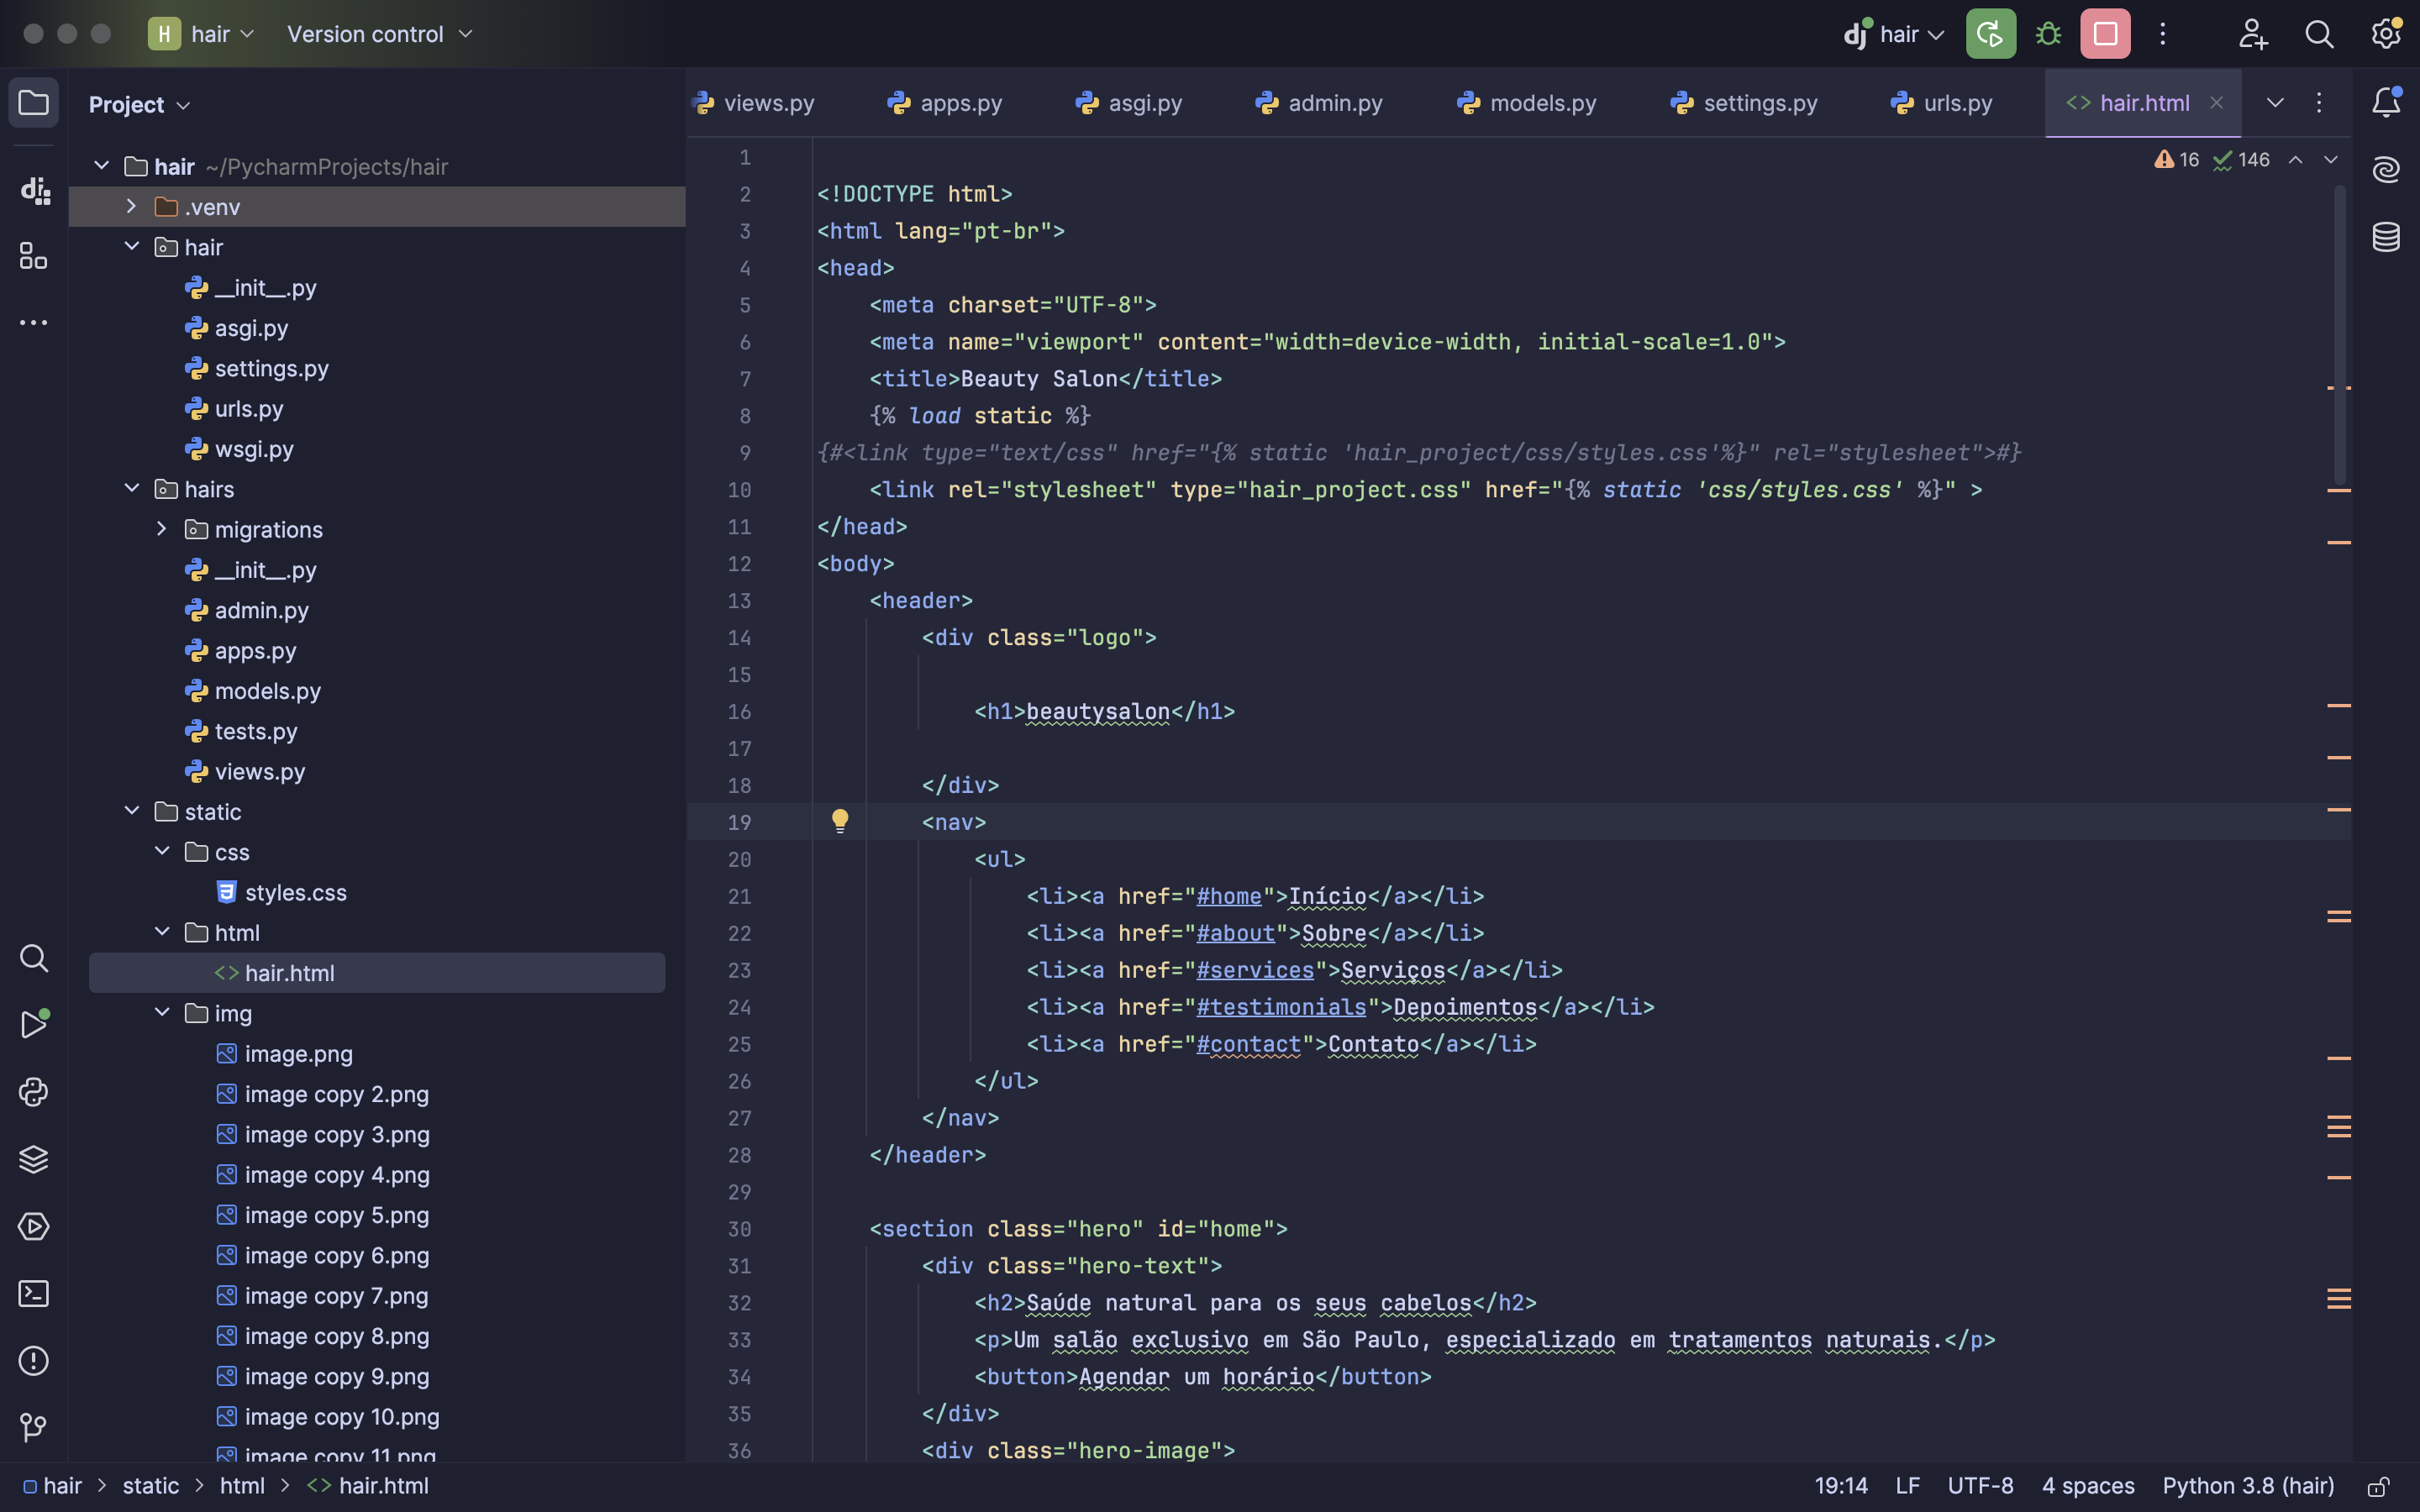 H hair Version control dj hair
Project
views.py apps.py asgi.py admin.py models.py settings.py urls.py <> hair.html
hair ~/PycharmProjects/hair
.venv
hair
__init__.py
asgi.py
settings.py
urls.py
wsgi.py
hairs
migrations
__init__.py
admin.py
apps.py
models.py
tests.py
views.py
static
css
styles.css
html
<> hair.html
img
image.png
image copy 2.png
image copy 3.png
image copy 4.png
image copy 5.png
image copy 6.png
image copy 7.png
image copy 8.png
image copy 9.png
image copy 10.png
image copy 11.png
16 146
1
2 <!DOCTYPE html>
3 <html lang="pt-br">
4 <head>
5 <meta charset="UTF-8">
6 <meta name="viewport" content="width=device-width, initial-scale=1.0">
7 <title>Beauty Salon</title>
8 {% load static %}
9 {#<link type="text/css" href="{% static 'hair_project/css/styles.css'%}" rel="stylesheet">#}
10 <link rel="stylesheet" type="hair_project.css" href="{% static 'css/styles.css' %}" >
11 </head>
12 <body>
13 <header>
14 <div class="logo">
15
16 <h1>beautysalon</h1>
17
18 </div>
19 <nav>
20 <ul>
21 <li><a href="#home">Início</a></li>
22 <li><a href="#about">Sobre</a></li>
23 <li><a href="#services">Serviços</a></li>
24 <li><a href="#testimonials">Depoimentos</a></li>
25 <li><a href="#contact">Contato</a></li>
26 </ul>
27 </nav>
28 </header>
29
30 <section class="hero" id="home">
31 <div class="hero-text">
32 <h2>Saúde natural para os seus cabelos</h2>
33 <p>Um salão exclusivo em São Paulo, especializado em tratamentos naturais.</p>
34 <button>Agendar um horário</button>
35 </div>
36 <div class="hero-image">
hair > static > html > <> hair.html 19:14 LF UTF-8 4 spaces Python 3.8 (hair)